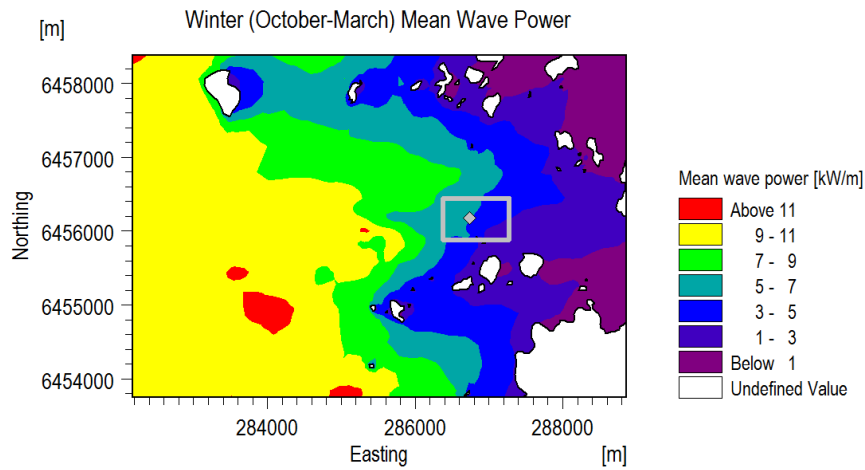 Winter (October-March) Mean Wave Power
[m]
6458000
6457000
6456000
6455000
6454000
Northing
284000 286000 288000
Easting [m]
Mean wave power [kW/m]
Above 11
9 - 11
7 - 9
5 - 7
3 - 5
1 - 3
Below 1
Undefined Value